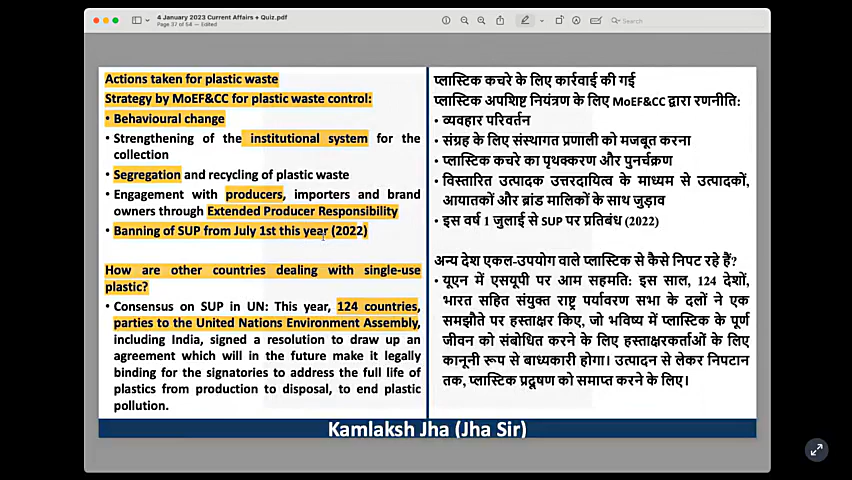 4 January 2023 Current Affairs + Quiz.pdf
Page 37 of 54 — Edited
Search
Actions taken for plastic waste
Strategy by MoEF&CC for plastic waste control:
• Behavioural change
• Strengthening of the institutional system for the
collection
• Segregation and recycling of plastic waste
• Engagement with producers, importers and brand
owners through Extended Producer Responsibility
• Banning of SUP from July 1st this year (2022)
How are other countries dealing with single-use
plastic?
• Consensus on SUP in UN: This year, 124 countries,
parties to the United Nations Environment Assembly,
including India, signed a resolution to draw up an
agreement which will in the future make it legally
binding for the signatories to address the full life of
plastics from production to disposal, to end plastic
pollution.
प्लास्टिक कचरे के लिए कार्रवाई की गई
प्लास्टिक अपशिष्ट नियंत्रण के लिए MoEF&CC द्वारा रणनीति:
• व्यवहार परिवर्तन
• संग्रह के लिए संस्थागत प्रणाली को मजबूत करना
• प्लास्टिक कचरे का पृथक्करण और पुनर्चक्रण
• विस्तारित उत्पादक उत्तरदायित्व के माध्यम से उत्पादकों,
आयातकों और ब्रांड मालिकों के साथ जुड़ाव
• इस वर्ष 1 जुलाई से SUP पर प्रतिबंध (2022)
अन्य देश एकल-उपयोग वाले प्लास्टिक से कैसे निपट रहे हैं?
• यूएन में एसयूपी पर आम सहमति: इस साल, 124 देशों,
भारत सहित संयुक्त राष्ट्र पर्यावरण सभा के दलों ने एक
समझौते पर हस्ताक्षर किए, जो भविष्य में प्लास्टिक के पूर्ण
जीवन को संबोधित करने के लिए हस्ताक्षरकर्ताओं के लिए
कानूनी रूप से बाध्यकारी होगा। उत्पादन से लेकर निपटान
तक, प्लास्टिक प्रदूषण को समाप्त करने के लिए।
Kamlaksh Jha (Jha Sir)